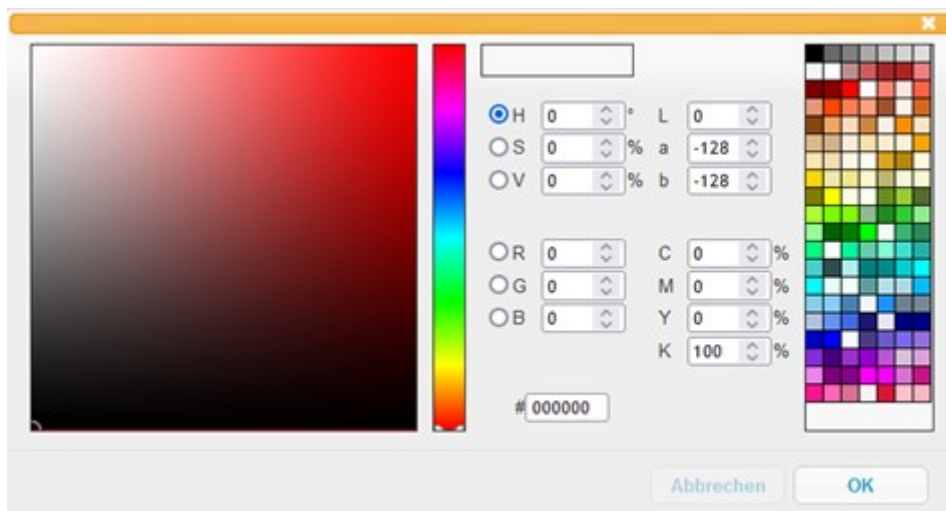 H 0 ° L 0
S 0 % a -128
V 0 % b -128
R 0 C 0 %
G 0 M 0 %
B 0 Y 0 %
K 100 %
# 000000
Abbrechen OK